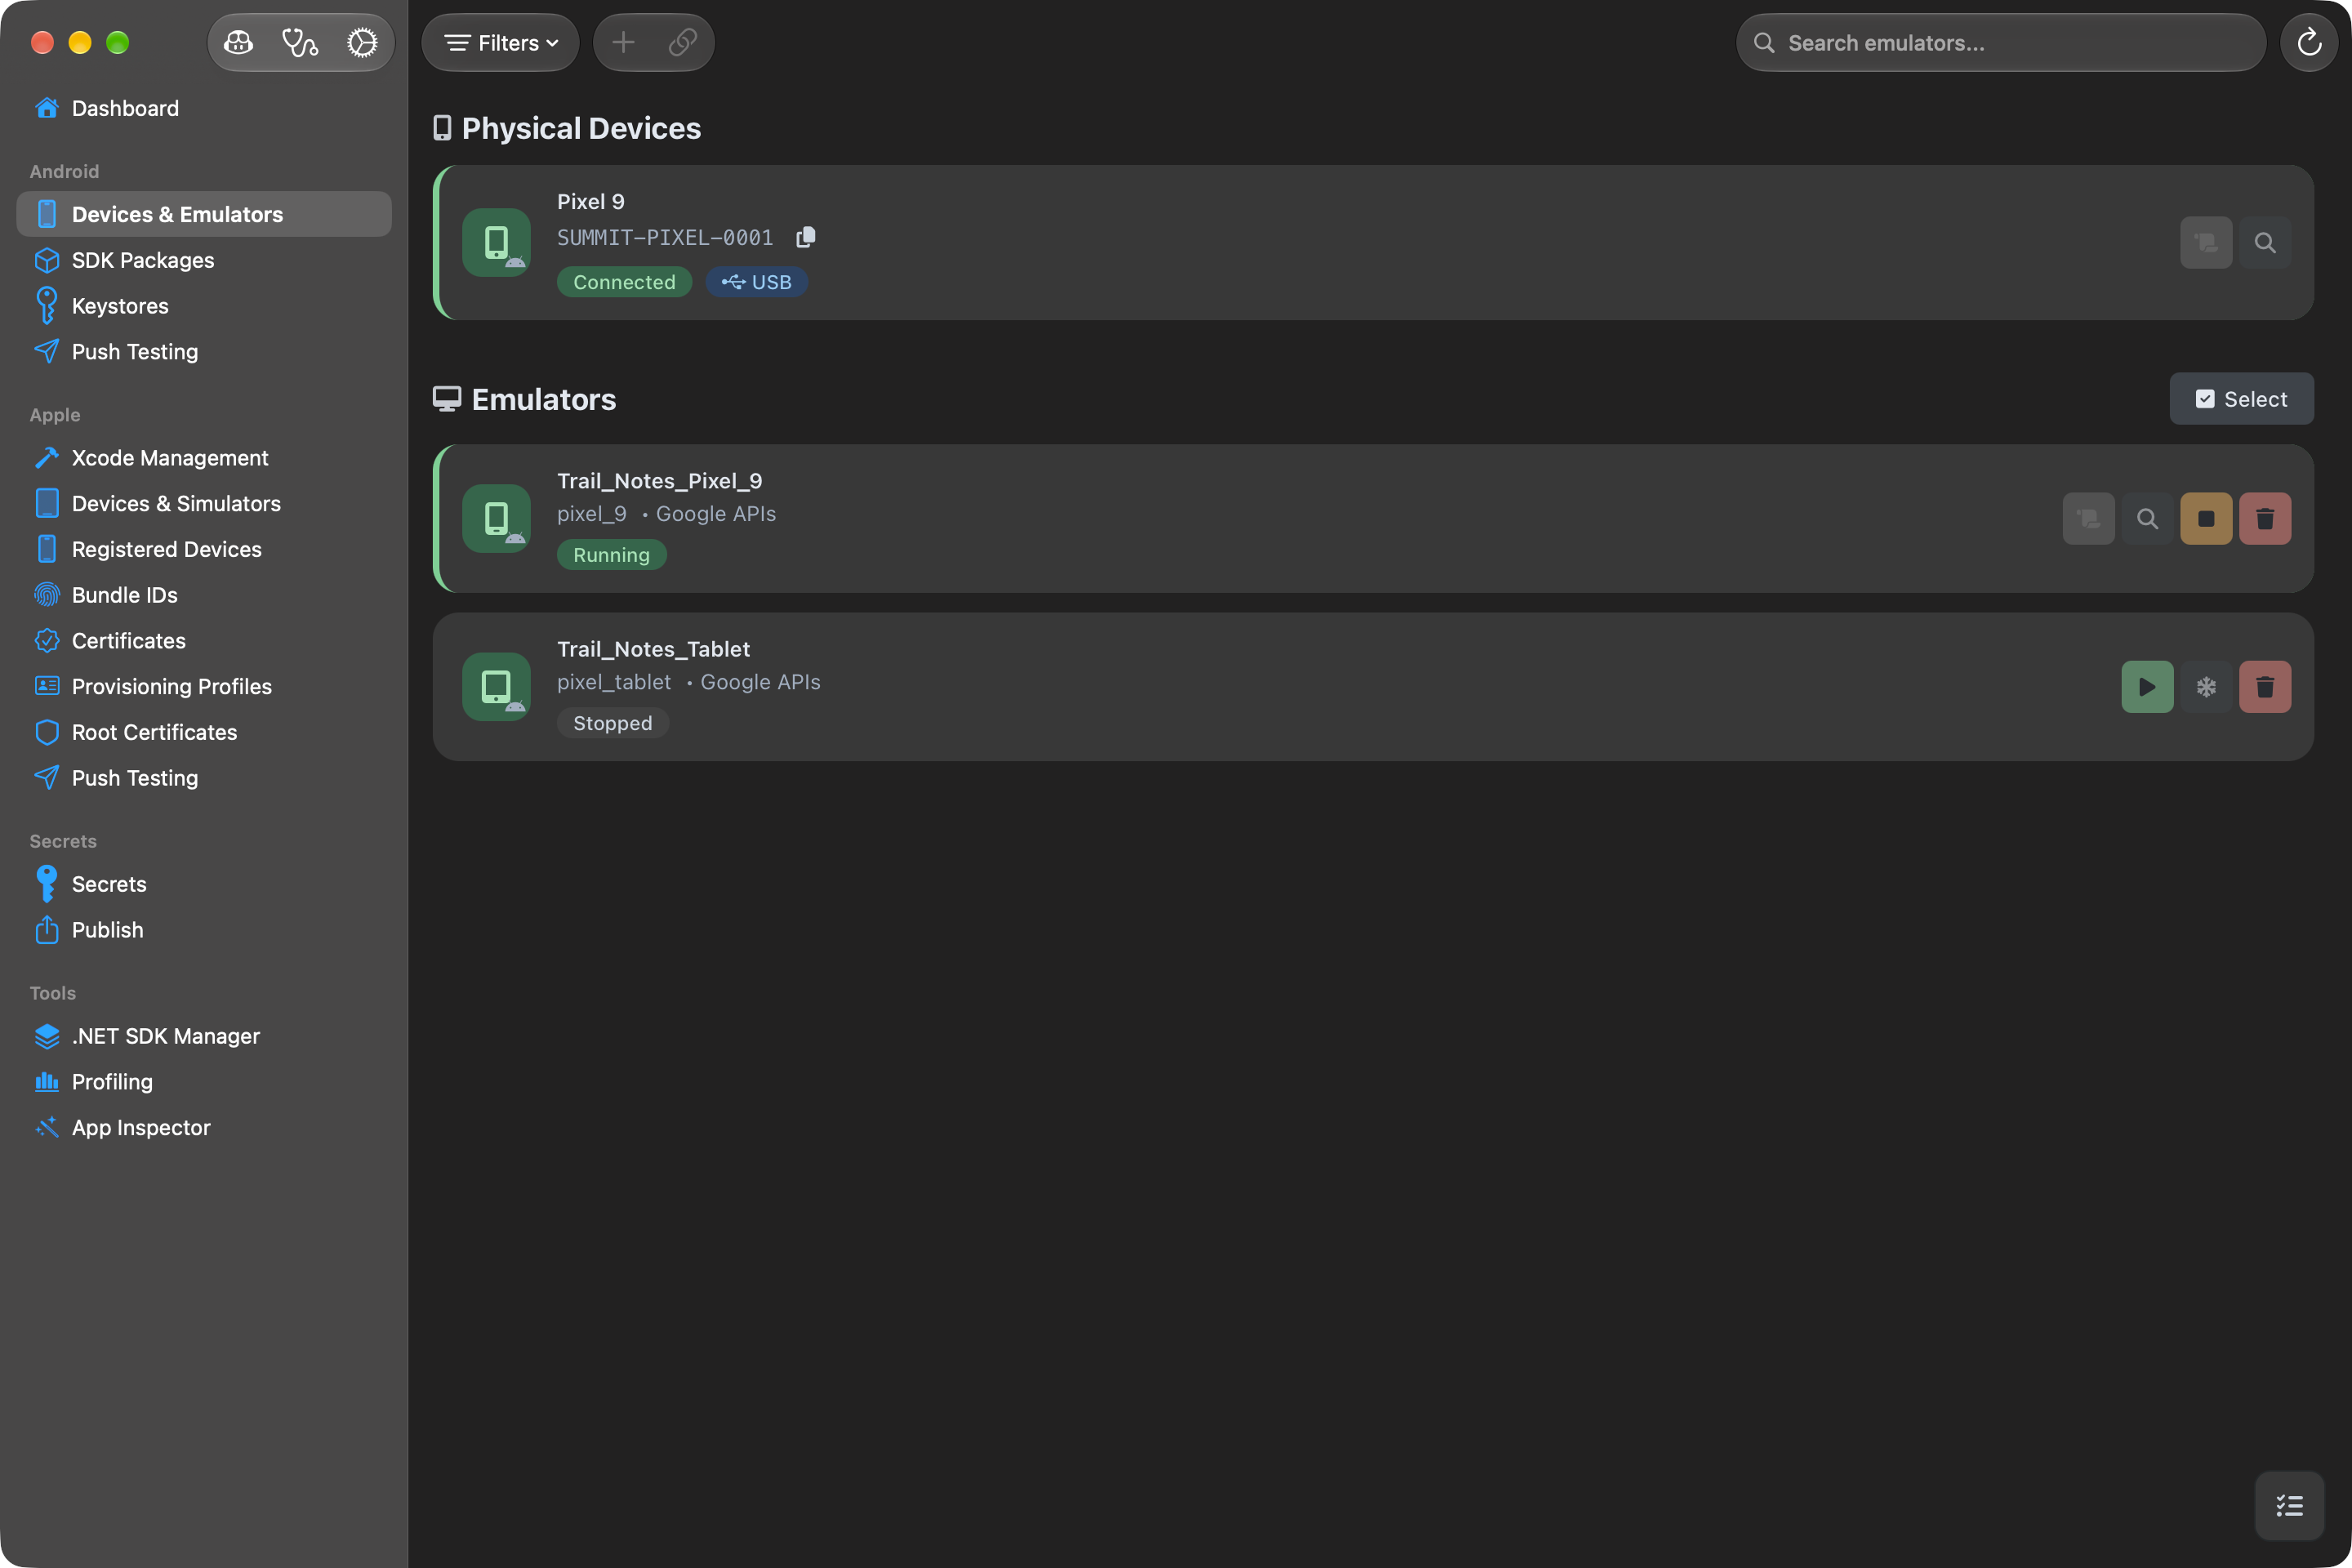 Filters
Search emulators...
Dashboard
Android
Devices & Emulators
SDK Packages
Keystores
Push Testing
Apple
Xcode Management
Devices & Simulators
Registered Devices
Bundle IDs
Certificates
Provisioning Profiles
Root Certificates
Push Testing
Secrets
Secrets
Publish
Tools
.NET SDK Manager
Profiling
App Inspector
Physical Devices
Pixel 9
SUMMIT-PIXEL-0001
Connected
USB
Emulators
Select
Trail_Notes_Pixel_9
pixel_9 • Google APIs
Running
Trail_Notes_Tablet
pixel_tablet • Google APIs
Stopped